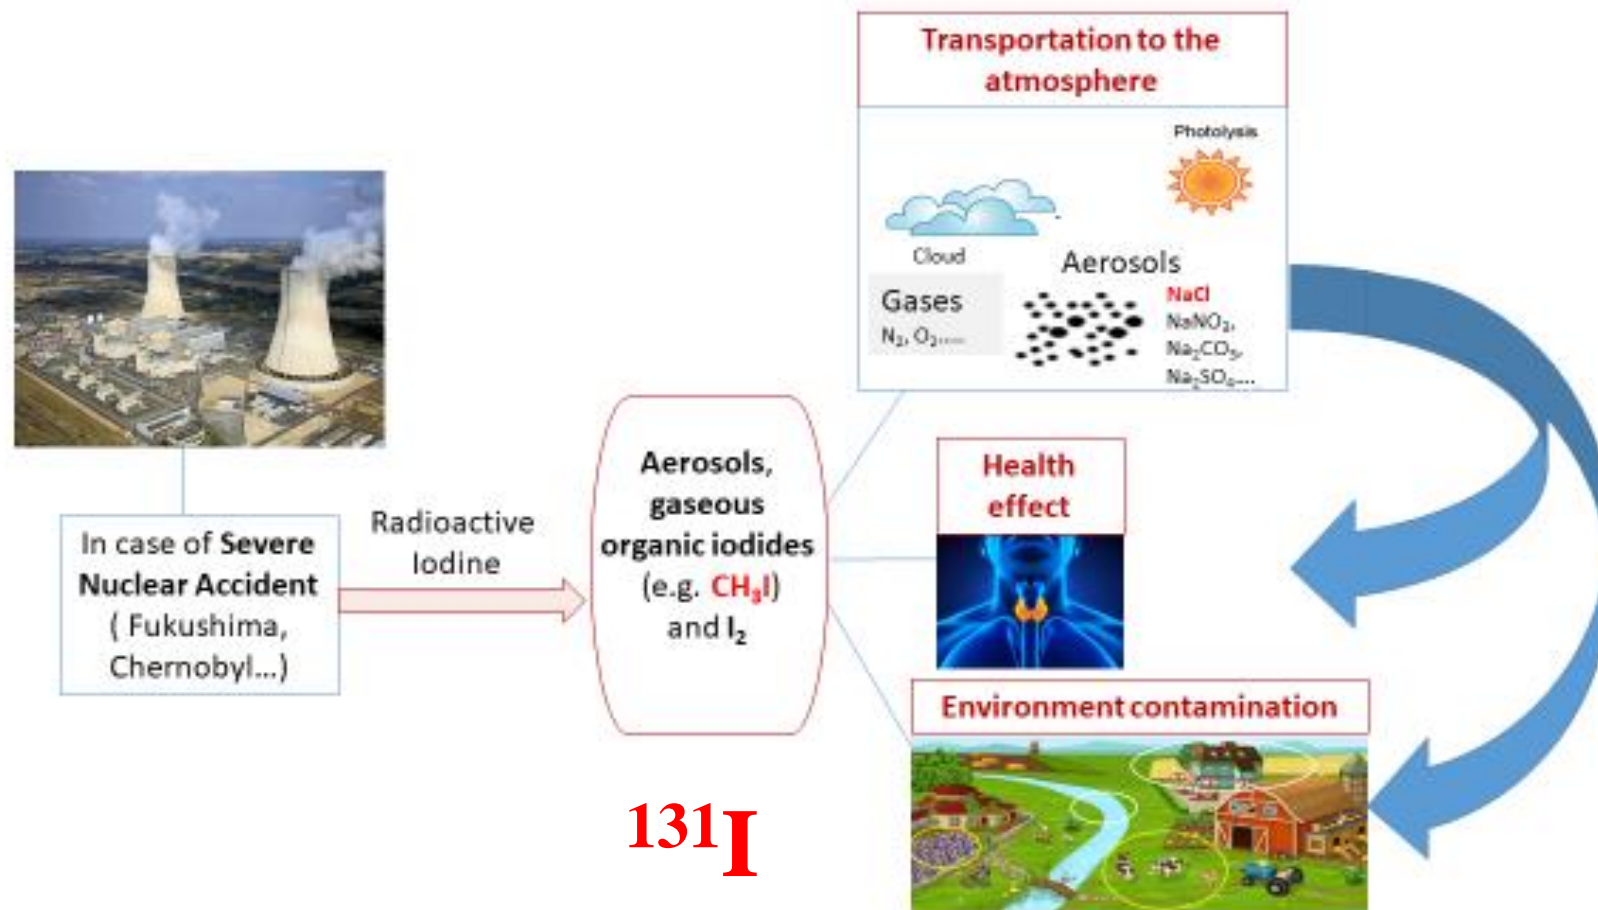 Transportation to the
atmosphere
Photolysis
Cloud
Aerosols
Gases
N₂, O₂.....
NaCl
NaNO₂,
Na₂CO₃,
Na₂SO₄....
In case of Severe
Nuclear Accident
( Fukushima,
Chernobyl...)
Radioactive
Iodine
Aerosols,
gaseous
organic iodides
(e.g. CH₃I)
and I₂
Health
effect
Environment contamination
¹³¹I